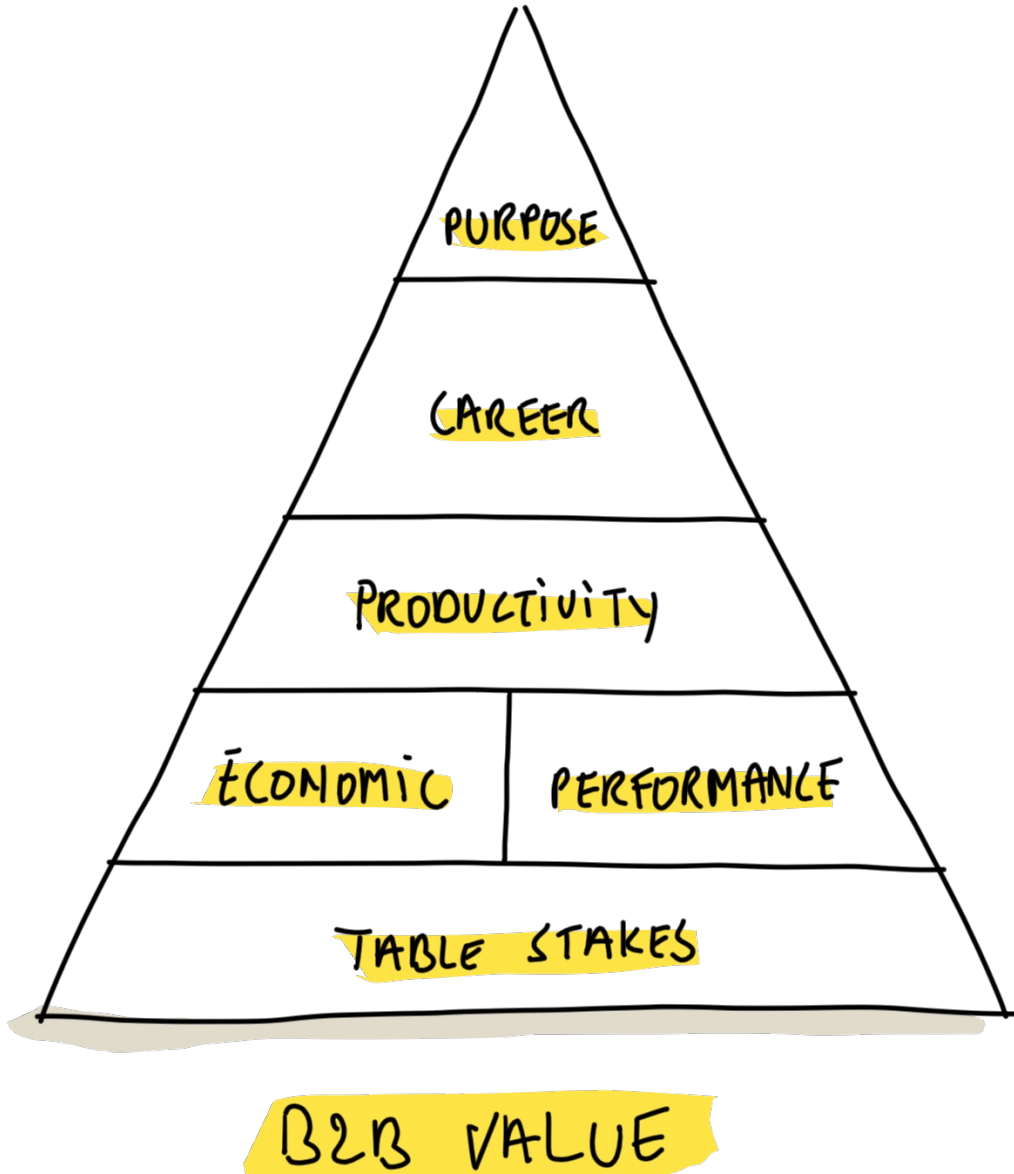 PURPOSE
CAREER
PRODUCTIVITY
ECONOMIC
PERFORMANCE
TABLE STAKES
B2B VALUE